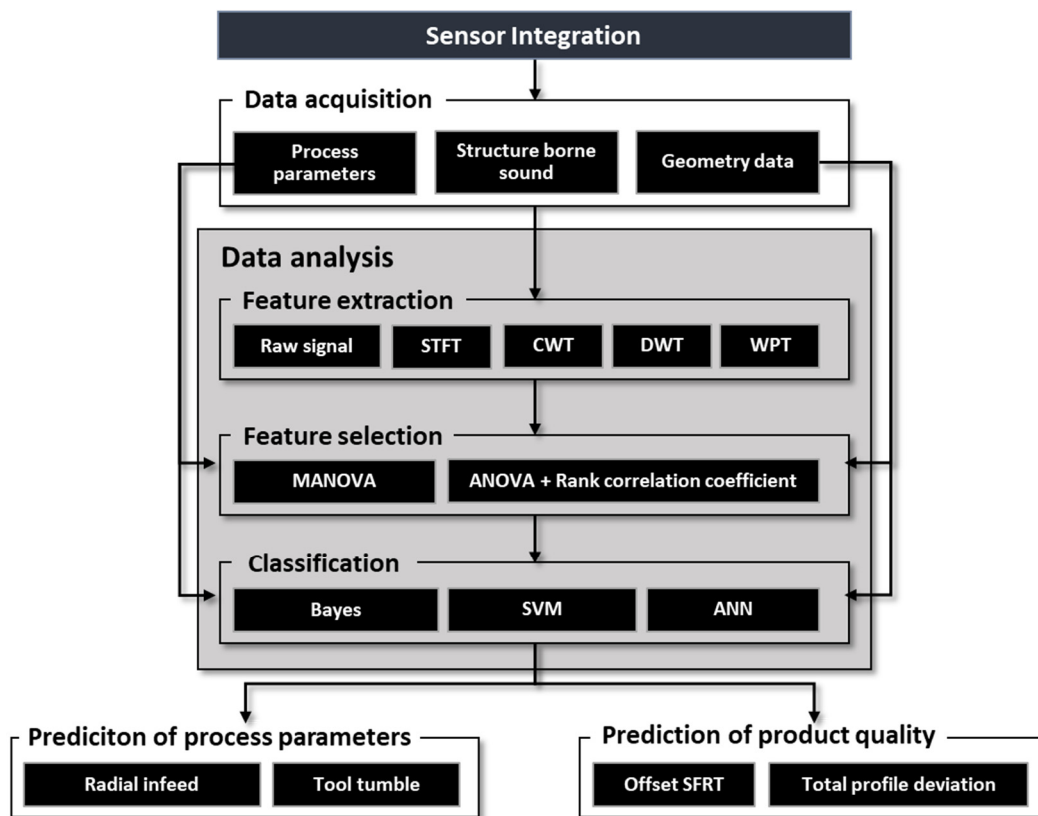 Sensor Integration
Data acquisition
Process
parameters
Structure borne
sound
Geometry data
Data analysis
Feature extraction
Raw signal
STFT
CWT
DWT
WPT
Feature selection
MANOVA
ANOVA + Rank correlation coefficient
Classification
Bayes
SVM
ANN
Prediciton of process parameters
Radial infeed
Tool tumble
Prediction of product quality
Offset SFRT
Total profile deviation